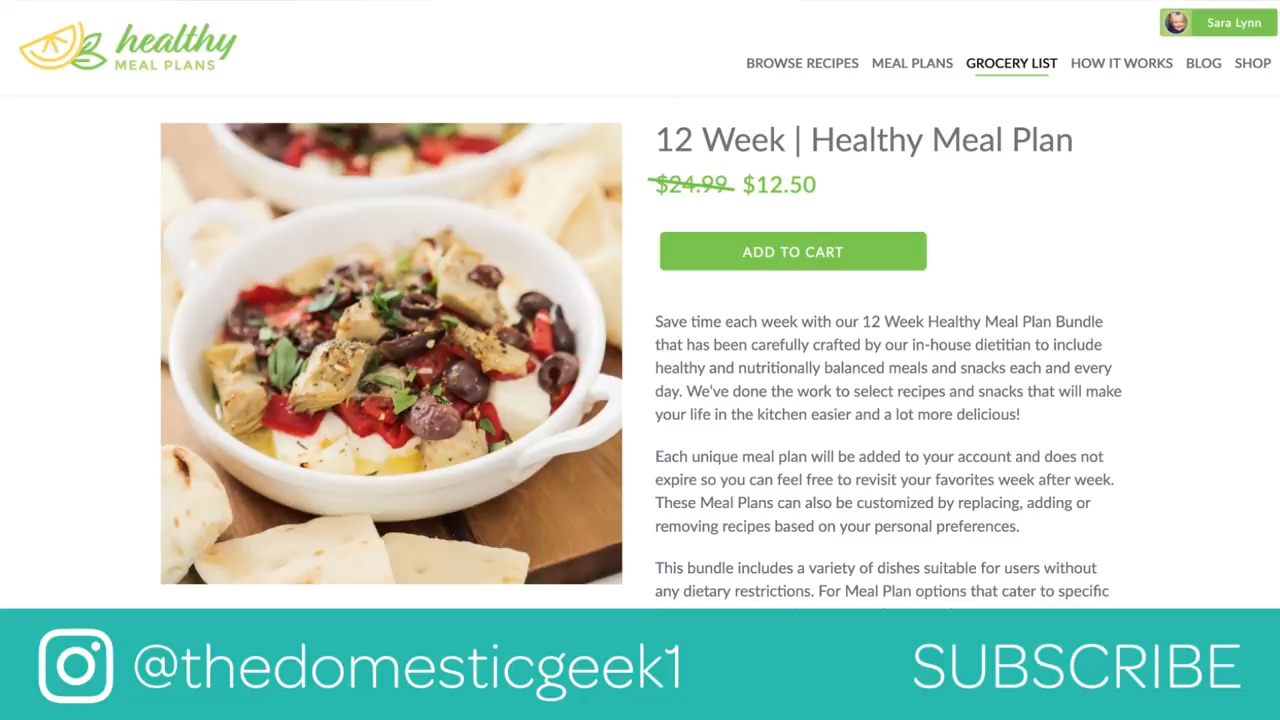 healthy
MEAL PLANS
Sara Lynn
BROWSE RECIPES MEAL PLANS GROCERY LIST HOW IT WORKS BLOG SHOP
12 Week | Healthy Meal Plan
$24.99 $12.50
ADD TO CART
Save time each week with our 12 Week Healthy Meal Plan Bundle
that has been carefully crafted by our in-house dietitian to include
healthy and nutritionally balanced meals and snacks each and every
day. We've done the work to select recipes and snacks that will make
your life in the kitchen easier and a lot more delicious!
Each unique meal plan will be added to your account and does not
expire so you can feel free to revisit your favorites week after week.
These Meal Plans can also be customized by replacing, adding or
removing recipes based on your personal preferences.
This bundle includes a variety of dishes suitable for users without
any dietary restrictions. For Meal Plan options that cater to specific
@thedomesticgeek1
SUBSCRIBE